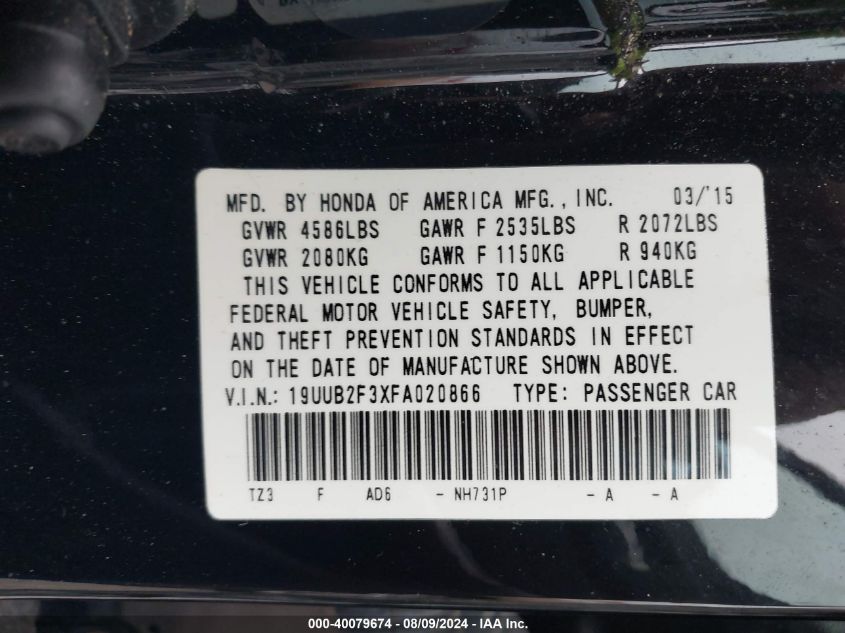 MFD. BY HONDA OF AMERICA MFG., INC. 03/'15
GVWR 4586LBS GAWR F 2535LBS R 2072LBS
GVWR 2080KG GAWR F 1150KG R 940KG
THIS VEHICLE CONFORMS TO ALL APPLICABLE
FEDERAL MOTOR VEHICLE SAFETY, BUMPER,
AND THEFT PREVENTION STANDARDS IN EFFECT
ON THE DATE OF MANUFACTURE SHOWN ABOVE.
V.I.N.: 19UUB2F3XFA020866 TYPE: PASSENGER CAR
TZ3 F AD6 - NH731P - A - A
000-40079674 - 08/09/2024 - IAA Inc.